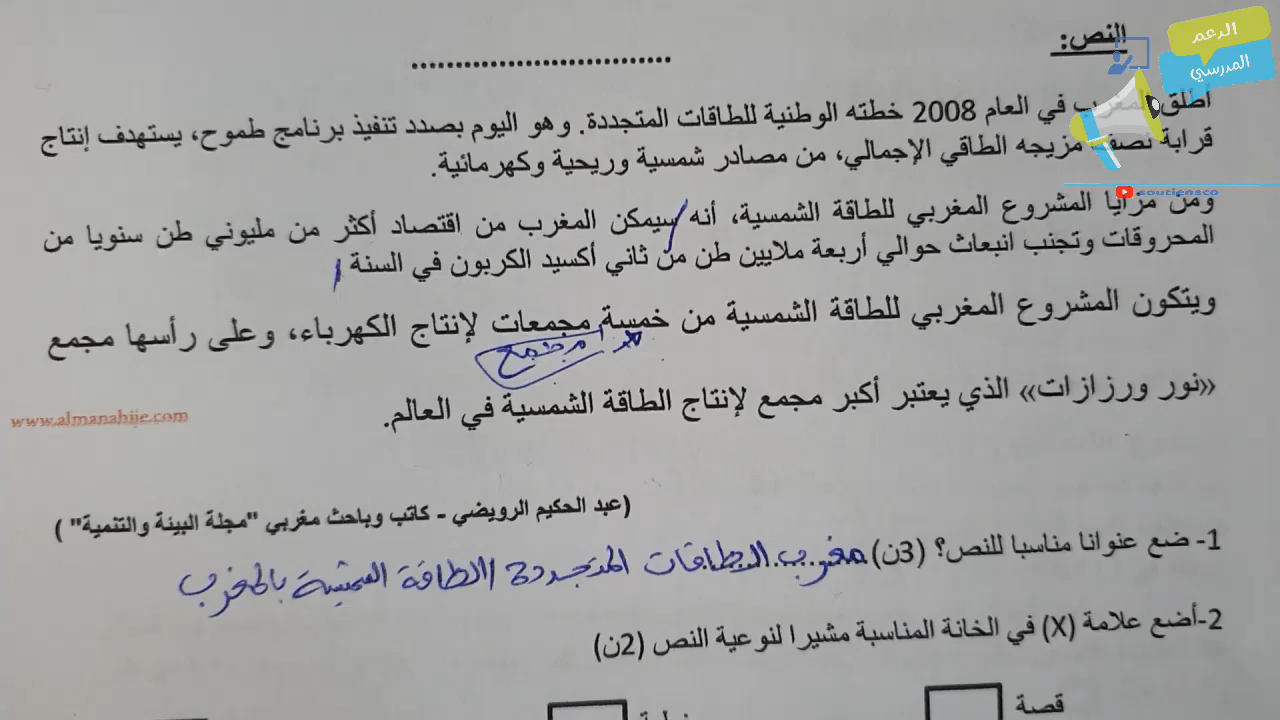 الدعم
المدرسي
soutiensco
النص:
..............................
أطلق المغرب في العام 2008 خطته الوطنية للطاقات المتجددة. وهو اليوم بصدد تنفيذ برنامج طموح، يستهدف إنتاج
قرابة نصف مزيجه الطاقي الإجمالي، من مصادر شمسية وريحية وكهرمائية.
ومن مزايا المشروع المغربي للطاقة الشمسية، أنه سيمكن المغرب من اقتصاد أكثر من مليوني طن سنويا من
المحروقات وتجنب انبعاث حوالي أربعة ملايين طن من ثاني أكسيد الكربون في السنة
ويتكون المشروع المغربي للطاقة الشمسية من خمسة مجمعات لإنتاج الكهرباء، وعلى رأسها مجمع
مجمع
«نور ورزازات» الذي يعتبر أكبر مجمع لإنتاج الطاقة الشمسية في العالم.
www.almanahije.com
(عبد الحكيم الرويضي - كاتب وباحث مغربي "مجلة البيئة والتنمية" )
1- ضع عنوانا مناسبا للنص؟ (3ن) مغرب الطاقات المتجددة / الطاقة الشمسية بالمغرب
2-أضع علامة (X) في الخانة المناسبة مشيرا لنوعية النص (2ن)
قصة